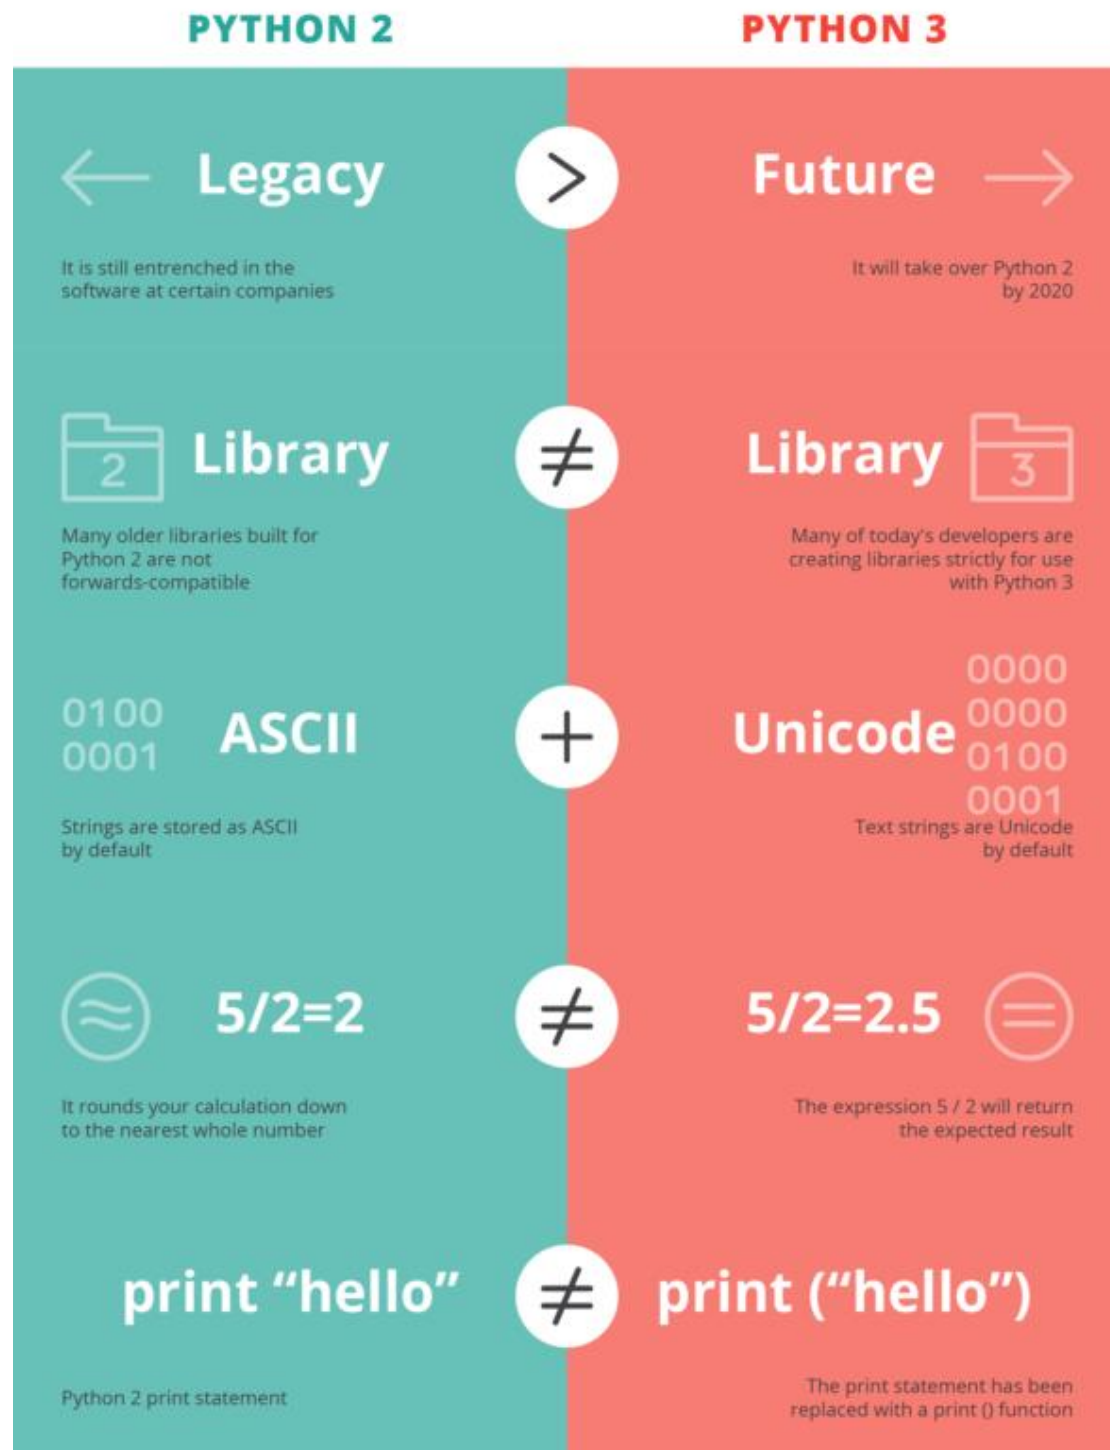 PYTHON 2
PYTHON 3
Legacy
>
Future
It is still entrenched in the
software at certain companies
It will take over Python 2
by 2020
2
Library
≠
Library
3
Many older libraries built for
Python 2 are not
forwards-compatible
Many of today's developers are
creating libraries strictly for use
with Python 3
0100
0001
ASCII
+
Unicode
0000
0000
0100
0001
Strings are stored as ASCII
by default
Text strings are Unicode
by default
5/2=2
≠
5/2=2.5
=
It rounds your calculation down
to the nearest whole number
The expression 5 / 2 will return
the expected result
print “hello”
≠
print (“hello”)
Python 2 print statement
The print statement has been
replaced with a print () function